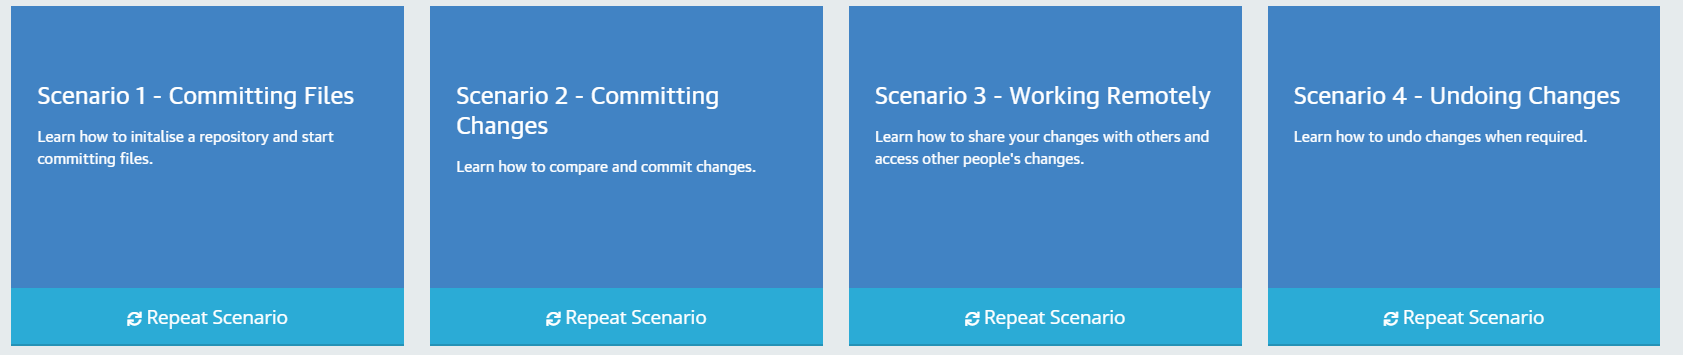 Scenario 1 - Committing Files
Learn how to initalise a repository and start
committing files.
Repeat Scenario
Scenario 2 - Committing
Changes
Learn how to compare and commit changes.
Repeat Scenario
Scenario 3 - Working Remotely
Learn how to share your changes with others and
access other people's changes.
Repeat Scenario
Scenario 4 - Undoing Changes
Learn how to undo changes when required.
Repeat Scenario